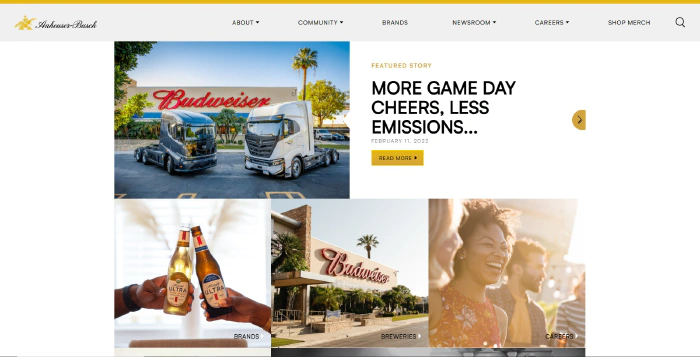 Anheuser-Busch
ABOUT
COMMUNITY
BRANDS
NEWSROOM
CAREERS
SHOP MERCH
Budweiser
FEATURED STORY
MORE GAME DAY
CHEERS, LESS
EMISSIONS...
FEBRUARY 11, 2022
READ MORE
ULTRA
ULTRA
Budweiser
BRANDS
BREWERIES
CAREERS